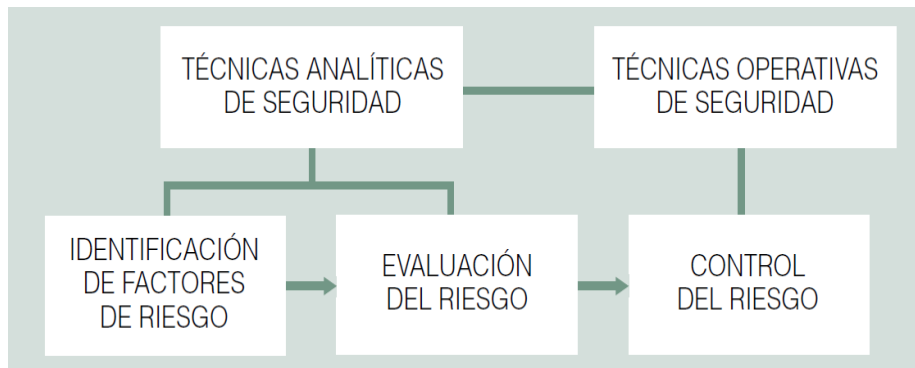 TÉCNICAS ANALÍTICAS
DE SEGURIDAD
TÉCNICAS OPERATIVAS
DE SEGURIDAD
IDENTIFICACIÓN
DE FACTORES
DE RIESGO
EVALUACIÓN
DEL RIESGO
CONTROL
DEL RIESGO